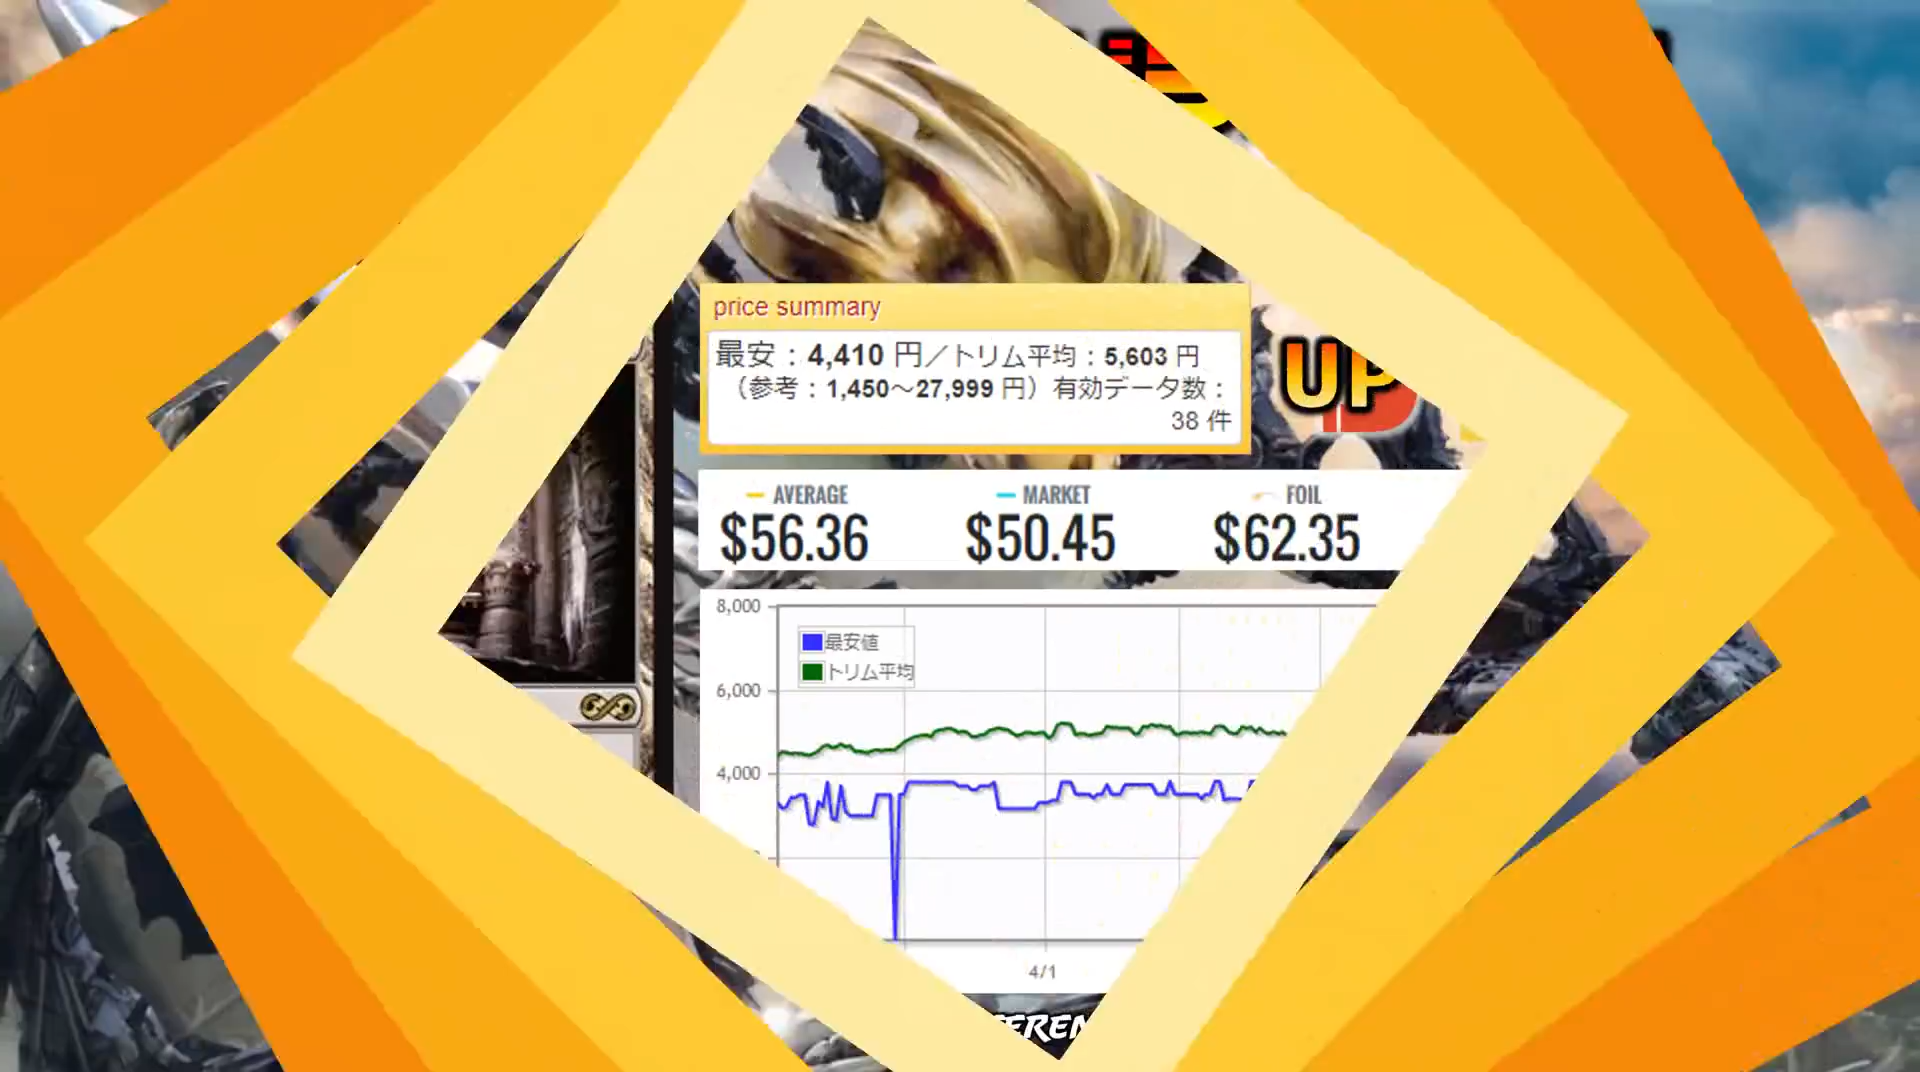 price summary
最安：4,410 円／トリム平均：5,603 円
（参考：1,450～27,999 円）有効データ数：
38 件
UP
AVERAGE
$56.36
MARKET
$50.45
FOIL
$62.35
8,000
最安値
トリム平均
6,000
4,000
4/1